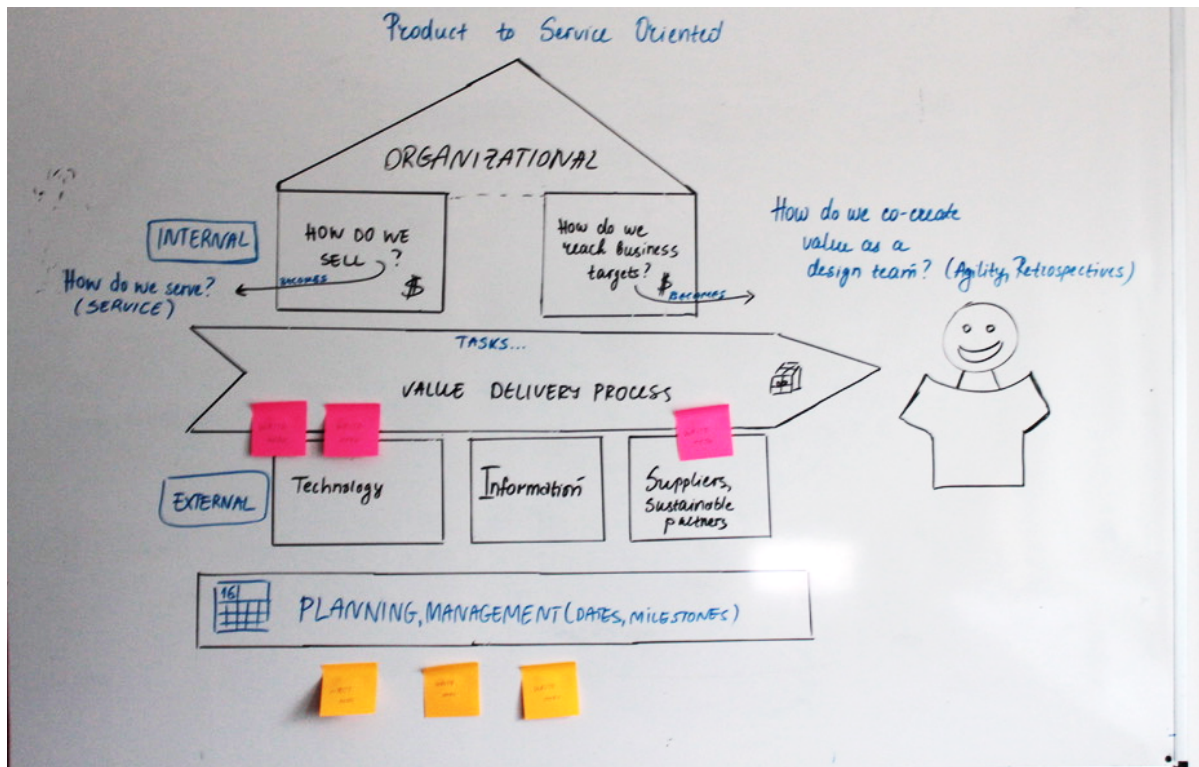 Product to Service Oriented
ORGANIZATIONAL
INTERNAL
HOW DO WE
SELL ?
$
How do we
reach business
targets?
$
BECOMES
How do we serve?
(SERVICE)
BECOMES
How do we co-create
value as a
design team? (Agility, Retrospectives)
TASKS...
VALUE DELIVERY PROCESS
EXTERNAL
Technology
Information
Suppliers,
Sustainable
partners
16
PLANNING, MANAGEMENT (DATES, MILESTONES)